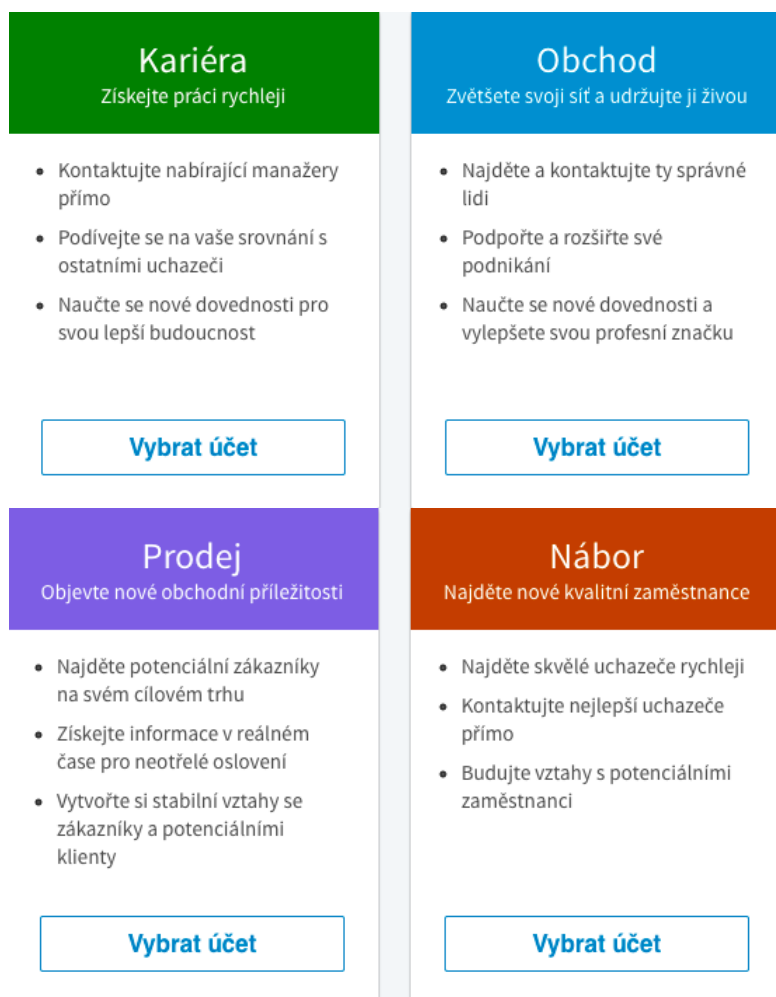 Kariéra
Získejte práci rychleji
Kontaktujte nabírající manažery
přímo
Podívejte se na vaše srovnání s
ostatními uchazeči
Naučte se nové dovednosti pro
svou lepší budoucnost
Vybrat účet
Obchod
Zvětšete svoji síť a udržujte ji živou
Najděte a kontaktujte ty správné
lidi
Podpořte a rozšiřte své
podnikání
Naučte se nové dovednosti a
vylepšete svou profesní značku
Vybrat účet
Prodej
Objevte nové obchodní příležitosti
Najděte potenciální zákazníky
na svém cílovém trhu
Získejte informace v reálném
čase pro neotřelé oslovení
Vytvořte si stabilní vztahy se
zákazníky a potenciálními
klienty
Vybrat účet
Nábor
Najděte nové kvalitní zaměstnance
Najděte skvělé uchazeče rychleji
Kontaktujte nejlepší uchazeče
přímo
Budujte vztahy s potenciálními
zaměstnanci
Vybrat účet